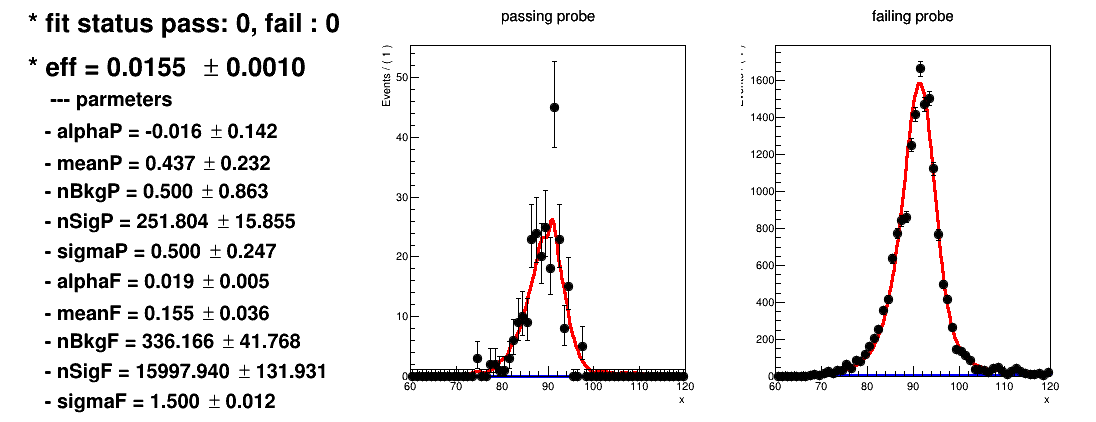 * fit status pass: 0, fail : 0
* eff = 0.0155 ± 0.0010
--- parmeters
- alphaP = -0.016 ± 0.142
- meanP = 0.437 ± 0.232
- nBkgP = 0.500 ± 0.863
- nSigP = 251.804 ± 15.855
- sigmaP = 0.500 ± 0.247
- alphaF = 0.019 ± 0.005
- meanF = 0.155 ± 0.036
- nBkgF = 336.166 ± 41.768
- nSigF = 15997.940 ± 131.931
- sigmaF = 1.500 ± 0.012
passing probe
Events / ( 1 )
50
40
30
20
10
0
60 70 80 90 100 110 120
x
failing probe
1600
1400
1200
1000
800
600
400
200
0
60 70 80 90 100 110 120
x